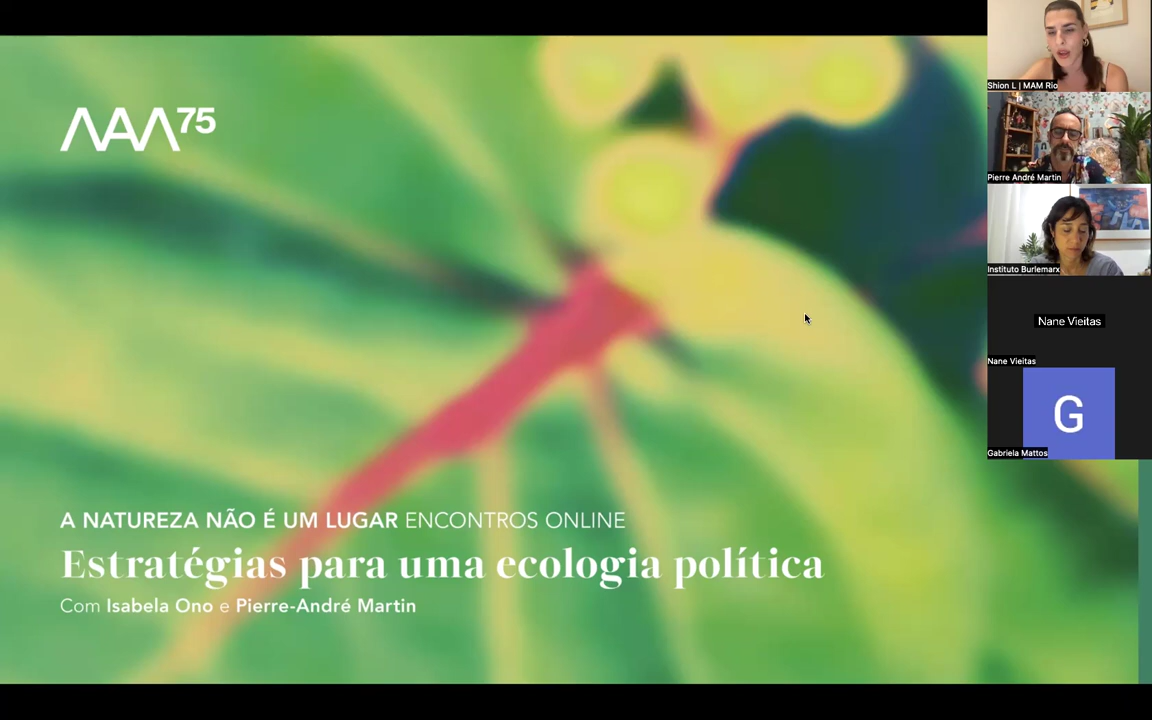 ΛAΛ75
A NATUREZA NÃO É UM LUGAR ENCONTROS ONLINE
Estratégias para uma ecologia política
Com Isabela Ono e Pierre-André Martin
Shion L | MAM Rio
Pierre André Martin
Instituto Burlemarx
Nane Vieitas
Nane Vieitas
G
Gabriela Mattos